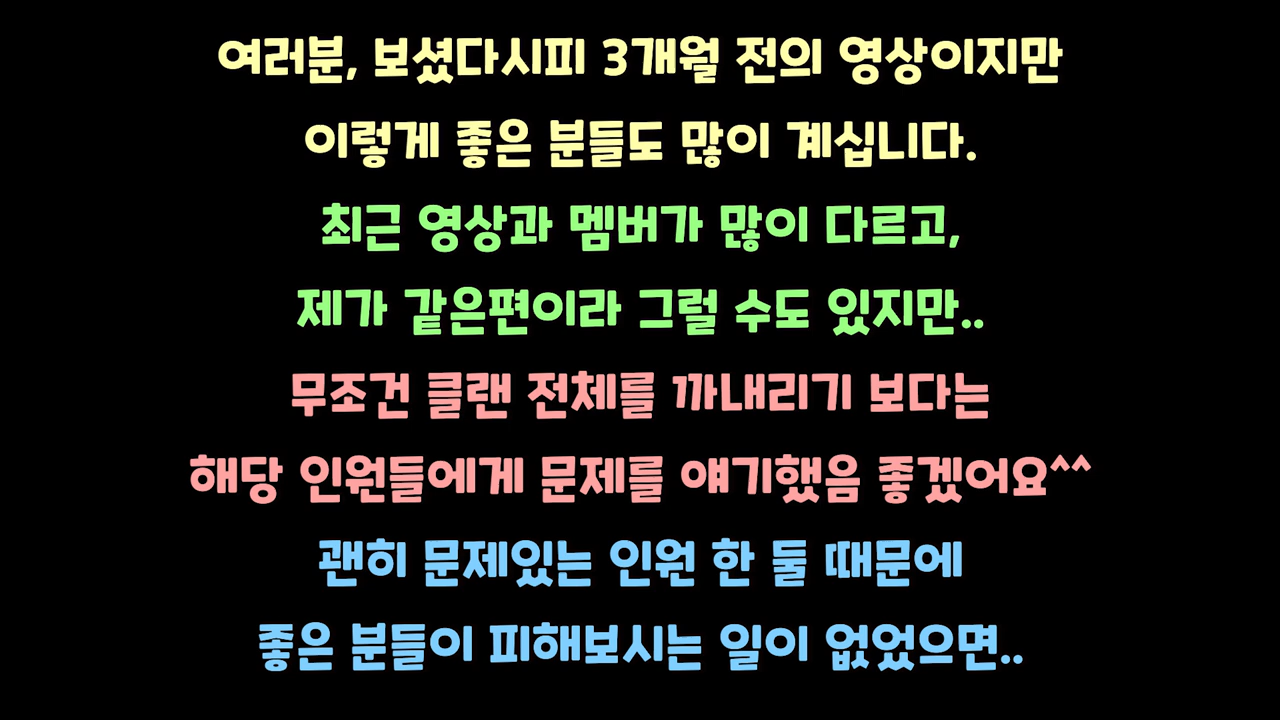 여러분, 보셨다시피 3개월 전의 영상이지만
이렇게 좋은 분들도 많이 계십니다.
최근 영상과 멤버가 많이 다르고,
제가 같은편이라 그럴 수도 있지만..
무조건 클랜 전체를 까내리기 보다는
해당 인원들에게 문제를 얘기했음 좋겠어요^^
괜히 문제있는 인원 한 둘 때문에
좋은 분들이 피해보시는 일이 없었으면..